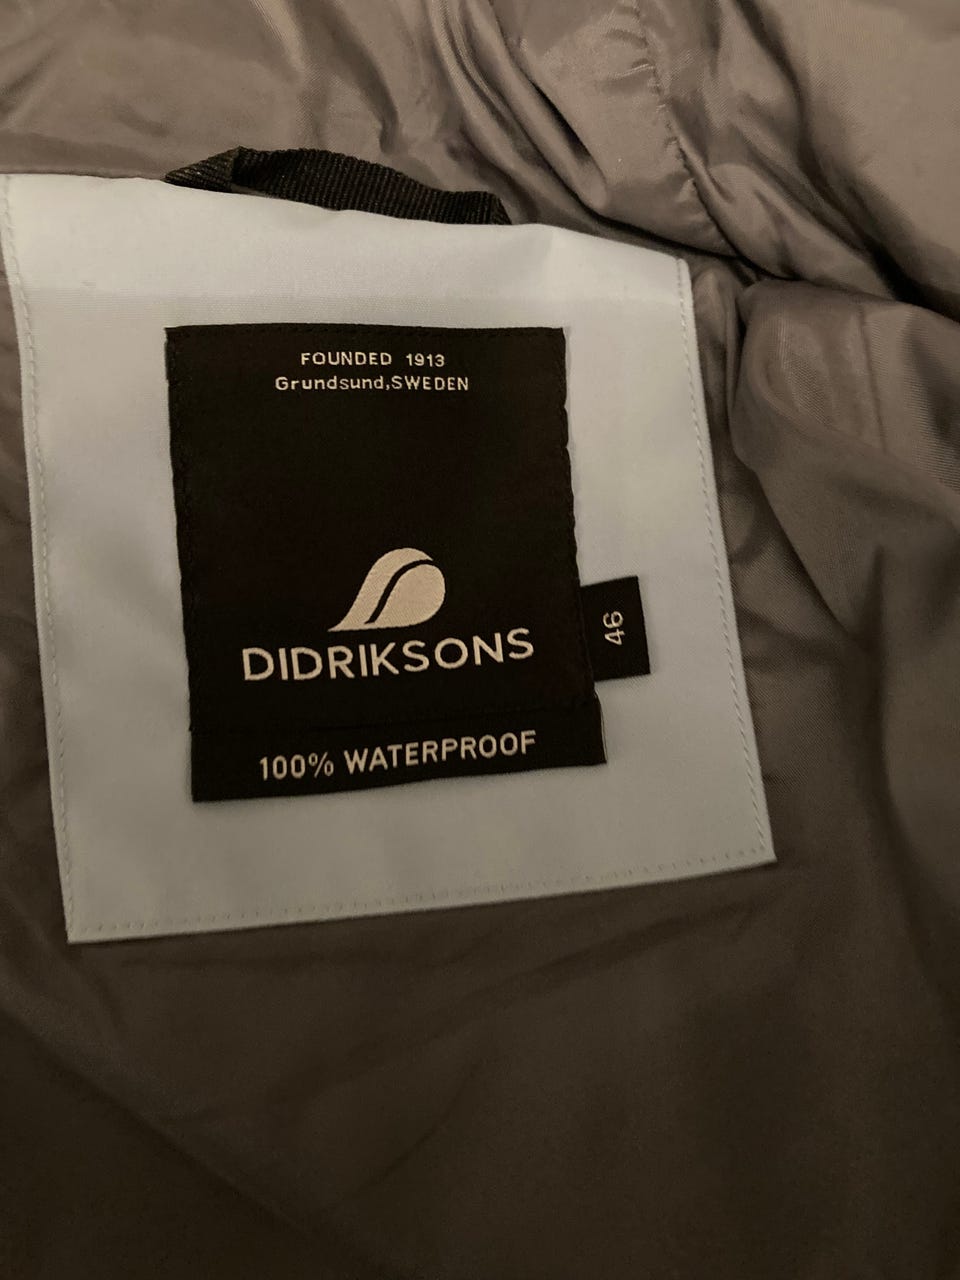 FOUNDED 1913
Grundsund,SWEDEN
DIDRIKSONS
46
100% WATERPROOF